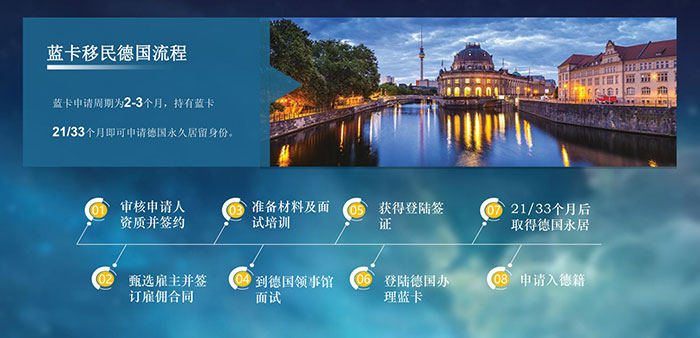 蓝卡移民德国流程
蓝卡申请周期为2-3个月，持有蓝卡
21/33个月即可申请德国永久居留身份。
01
审核申请人
资质并签约
02
甄选雇主并签
订雇佣合同
03
准备材料及面
试培训
04
到德国领事馆
面试
05
获得登陆签
证
06
登陆德国办
理蓝卡
07
21/33个月后
取得德国永居
08
申请入德籍